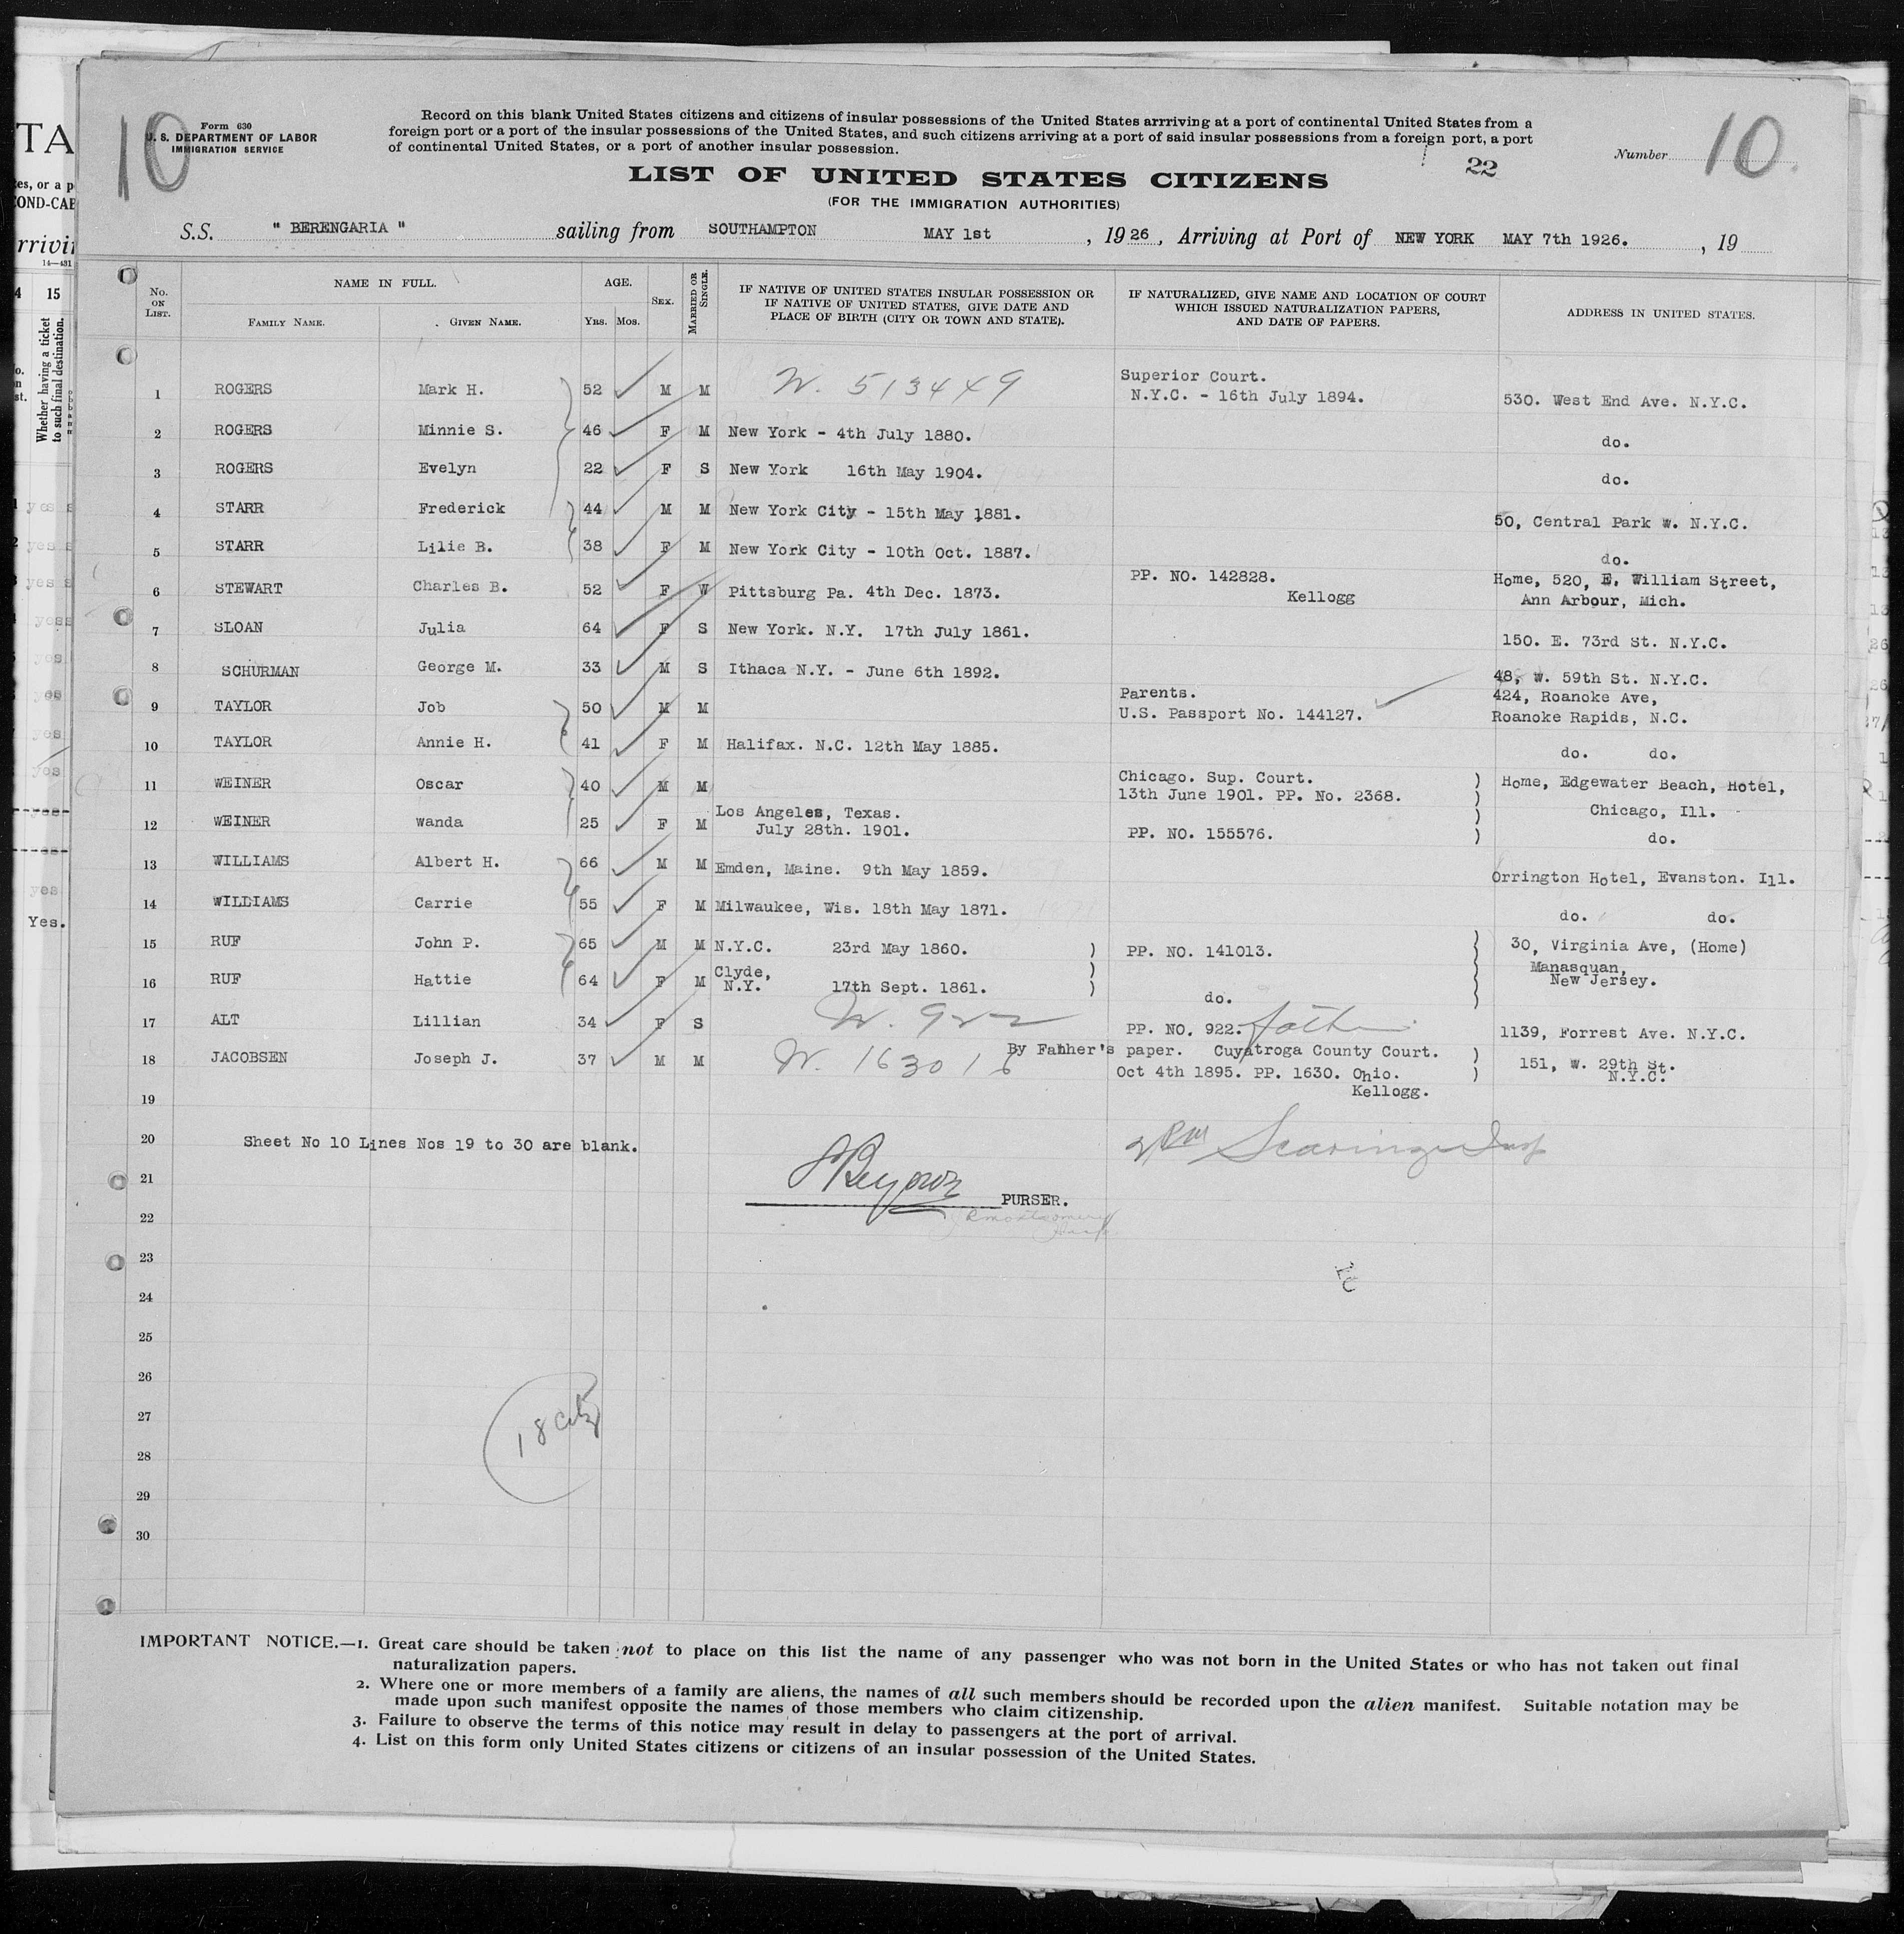 10
Form 630
U. S. DEPARTMENT OF LABOR
IMMIGRATION SERVICE
Record on this blank United States citizens and citizens of insular possessions of the United States arrriving at a port of continental United States from a
foreign port or a port of the insular possessions of the United States, and such citizens arriving at a port of said insular possessions from a foreign port, a port
of continental United States, or a port of another insular possession.
22
Number 10.
LIST OF UNITED STATES CITIZENS
(FOR THE IMMIGRATION AUTHORITIES)
S.S. " BERENGARIA " sailing from SOUTHAMPTON MAY 1st , 19 26 , Arriving at Port of NEW YORK MAY 7th 1926. , 19
No. ON LIST.
NAME IN FULL.
FAMILY NAME. GIVEN NAME.
AGE.
YRS. MOS.
SEX.
MARRIED OR SINGLE.
IF NATIVE OF UNITED STATES INSULAR POSSESSION OR
IF NATIVE OF UNITED STATES, GIVE DATE AND
PLACE OF BIRTH (CITY OR TOWN AND STATE).
IF NATURALIZED, GIVE NAME AND LOCATION OF COURT
WHICH ISSUED NATURALIZATION PAPERS,
AND DATE OF PAPERS.
ADDRESS IN UNITED STATES.
1 ROGERS Mark H. 52 M M N. 513449 Superior Court.
N.Y.C. - 16th July 1894. 530. West End Ave. N.Y.C.
2 ROGERS Minnie S. 46 F M New York - 4th July 1880. do.
3 ROGERS Evelyn 22 F S New York 16th May 1904. do.
4 STARR Frederick 44 M M New York City - 15th May 1881. 50, Central Park W. N.Y.C.
5 STARR Lilie B. 38 F M New York City - 10th Oct. 1887. do.
6 STEWART Charles B. 52 F W Pittsburg Pa. 4th Dec. 1873. PP. NO. 142828. Home, 520, E. William Street,
Kellogg Ann Arbour, Mich.
7 SLOAN Julia 64 F S New York. N.Y. 17th July 1861. 150. E. 73rd St. N.Y.C.
8 SCHURMAN George M. 33 M S Ithaca N.Y. - June 6th 1892. 48, W. 59th St. N.Y.C.
9 TAYLOR Job 50 M M Parents. 424, Roanoke Ave,
U.S. Passport No. 144127. Roanoke Rapids, N.C.
10 TAYLOR Annie H. 41 F M Halifax. N.C. 12th May 1885. do. do.
11 WEINER Oscar 40 M M Chicago. Sup. Court. ) Home, Edgewater Beach, Hotel,
13th June 1901. PP. No. 2368. )
12 WEINER Wanda 25 F M Los Angeles, Texas. ) Chicago, Ill.
July 28th. 1901. PP. NO. 155576. ) do.
13 WILLIAMS Albert H. 66 M M Emden, Maine. 9th May 1859. Orrington Hotel, Evanston. Ill.
14 WILLIAMS Carrie 55 F M Milwaukee, Wis. 18th May 1871. do. do.
15 RUF John P. 65 M M N.Y.C. 23rd May 1860. ) PP. NO. 141013. ) 30, Virginia Ave, (Home)
Manasquan,
New Jersey.
16 RUF Hattie 64 F M Clyde,
N.Y. 17th Sept. 1861. ) do. )
17 ALT Lillian 34 F S N. 922 PP. NO. 922. father 1139, Forrest Ave. N.Y.C.
18 JACOBSEN Joseph J. 37 M M N. 163016 By Fahher's paper. Cuyatroga County Court. ) 151, W. 29th St.
Oct 4th 1895. PP. 1630. Ohio. ) N.Y.C.
Kellogg.
19
20 Sheet No 10 Lines Nos 19 to 30 are blank.
21
PURSER.
22
23
24
25
26
27
18 city
28
29
30
IMPORTANT NOTICE.—1. Great care should be taken not to place on this list the name of any passenger who was not born in the United States or who has not taken out final
naturalization papers.
2. Where one or more members of a family are aliens, the names of all such members should be recorded upon the alien manifest. Suitable notation may be
made upon such manifest opposite the names of those members who claim citizenship.
3. Failure to observe the terms of this notice may result in delay to passengers at the port of arrival.
4. List on this form only United States citizens or citizens of an insular possession of the United States.